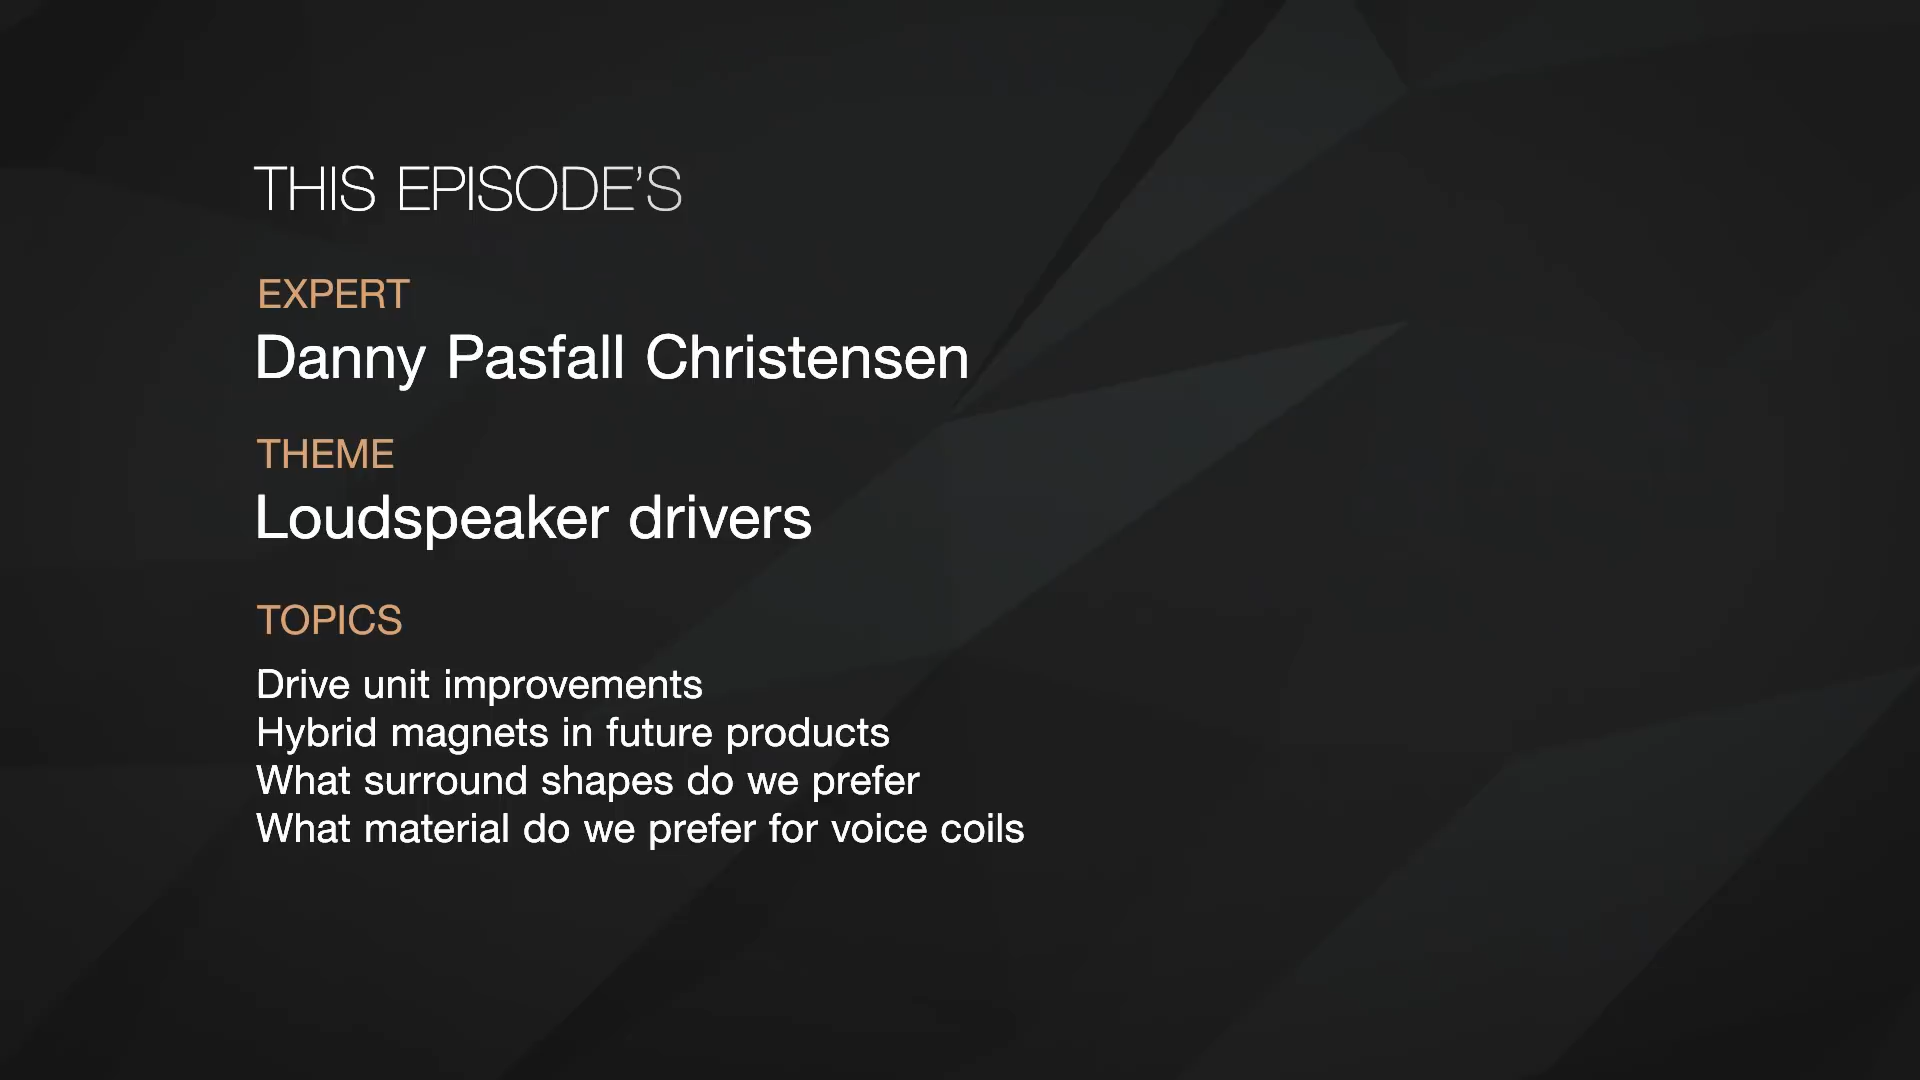 THIS EPISODE’S
EXPERT
Danny Pasfall Christensen
THEME
Loudspeaker drivers
TOPICS
Drive unit improvements
Hybrid magnets in future products
What surround shapes do we prefer
What material do we prefer for voice coils